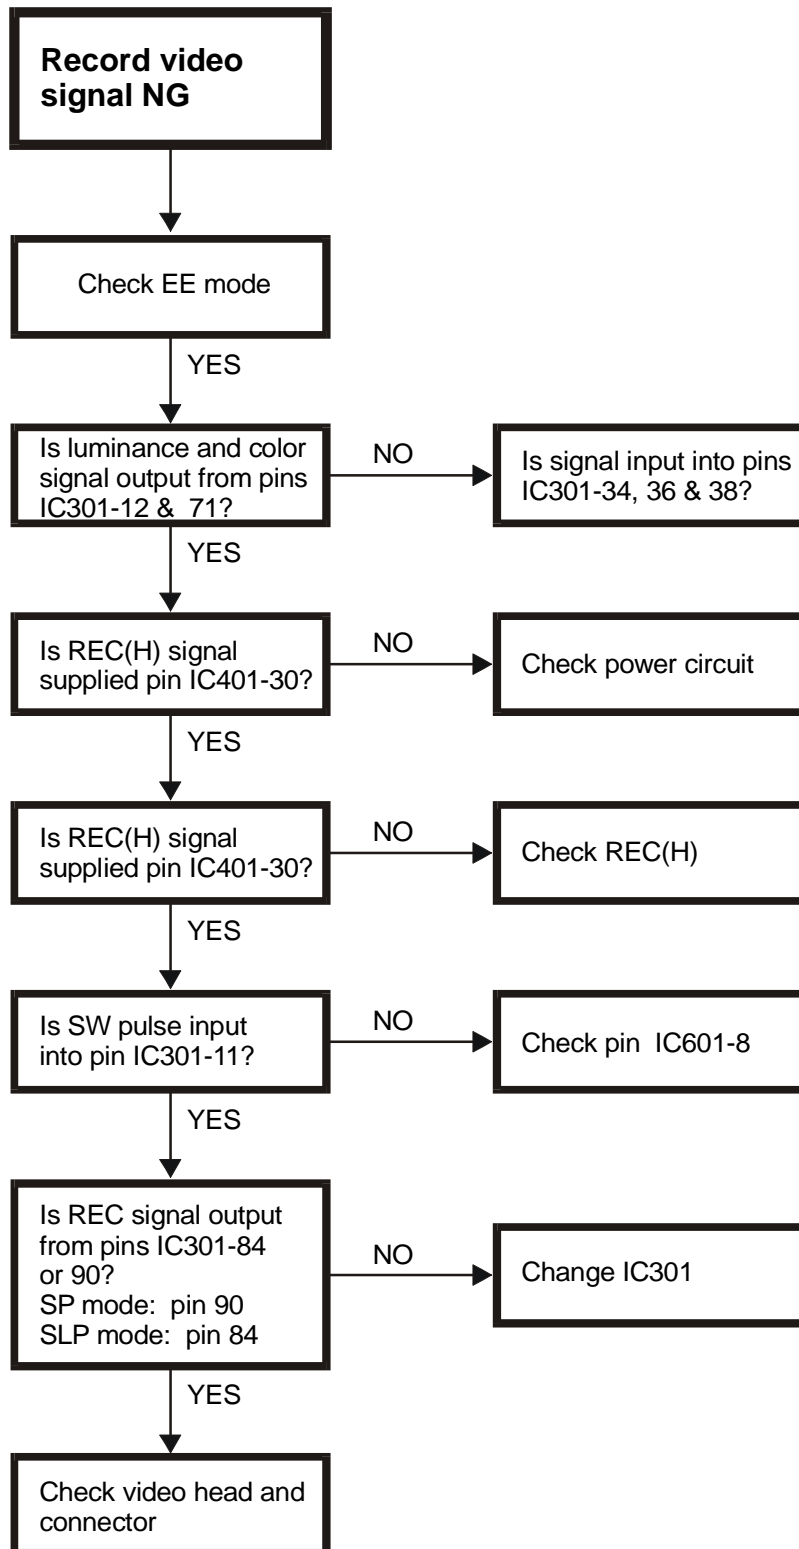 Record video
signal NG
Check EE mode
YES
Is luminance and color
signal output from pins
IC301-12 & 71?
NO
Is signal input into pins
IC301-34, 36 & 38?
YES
Is REC(H) signal
supplied pin IC401-30?
NO
Check power circuit
YES
Is REC(H) signal
supplied pin IC401-30?
NO
Check REC(H)
YES
Is SW pulse input
into pin IC301-11?
NO
Check pin IC601-8
YES
Is REC signal output
from pins IC301-84
or 90?
SP mode: pin 90
SLP mode: pin 84
NO
Change IC301
YES
Check video head and
connector